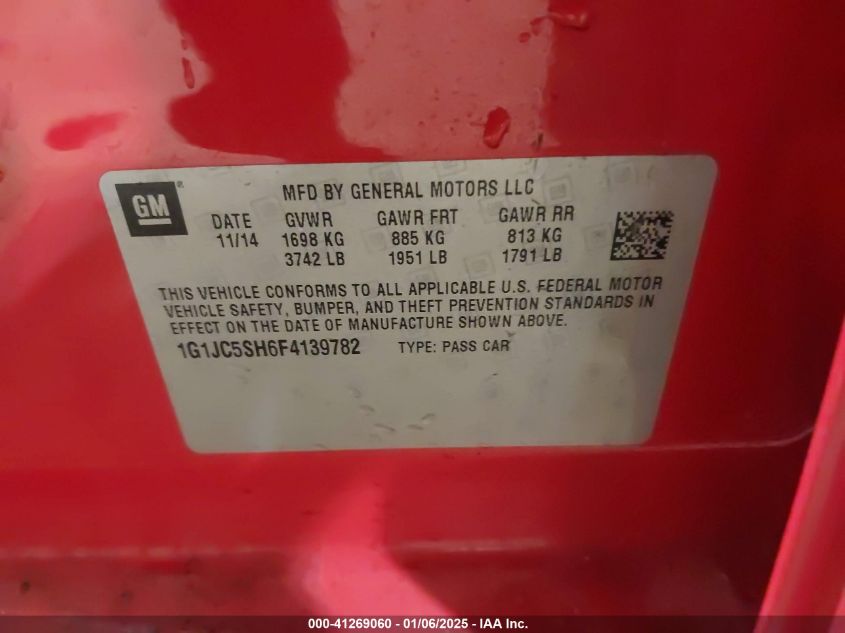 GM®
MFD BY GENERAL MOTORS LLC
DATE GVWR GAWR FRT GAWR RR
11/14 1698 KG 885 KG 813 KG
3742 LB 1951 LB 1791 LB
THIS VEHICLE CONFORMS TO ALL APPLICABLE U.S. FEDERAL MOTOR
VEHICLE SAFETY, BUMPER, AND THEFT PREVENTION STANDARDS IN
EFFECT ON THE DATE OF MANUFACTURE SHOWN ABOVE.
1G1JC5SH6F4139782 TYPE: PASS CAR
000-41269060 - 01/06/2025 - IAA Inc.